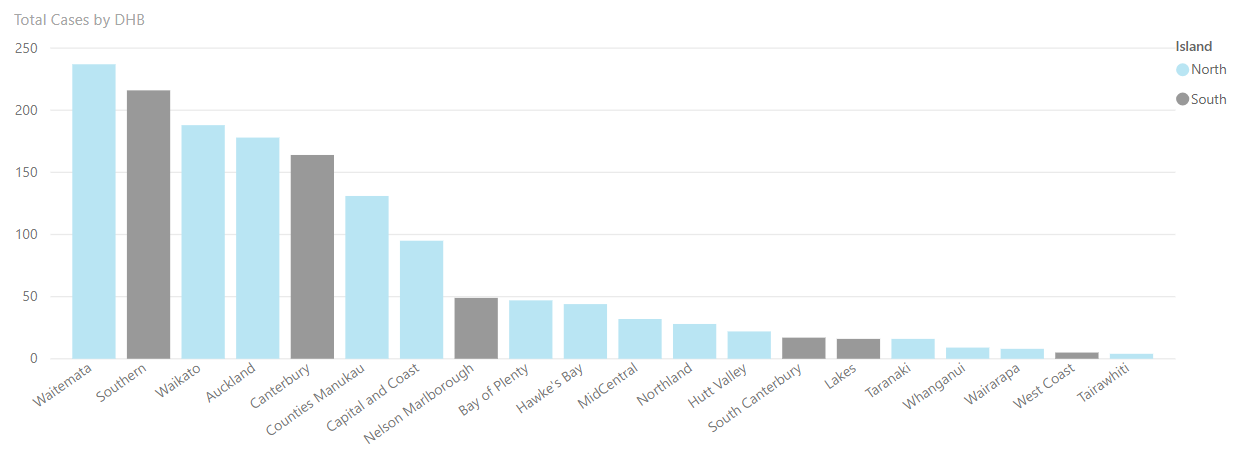 Total Cases by DHB
250
200
150
100
50
0
Waitemata
Southern
Waikato
Auckland
Canterbury
Counties Manukau
Capital and Coast
Nelson Marlborough
Bay of Plenty
Hawke's Bay
MidCentral
Northland
Hutt Valley
South Canterbury
Lakes
Taranaki
Whanganui
Wairarapa
West Coast
Tairawhiti
Island
North
South